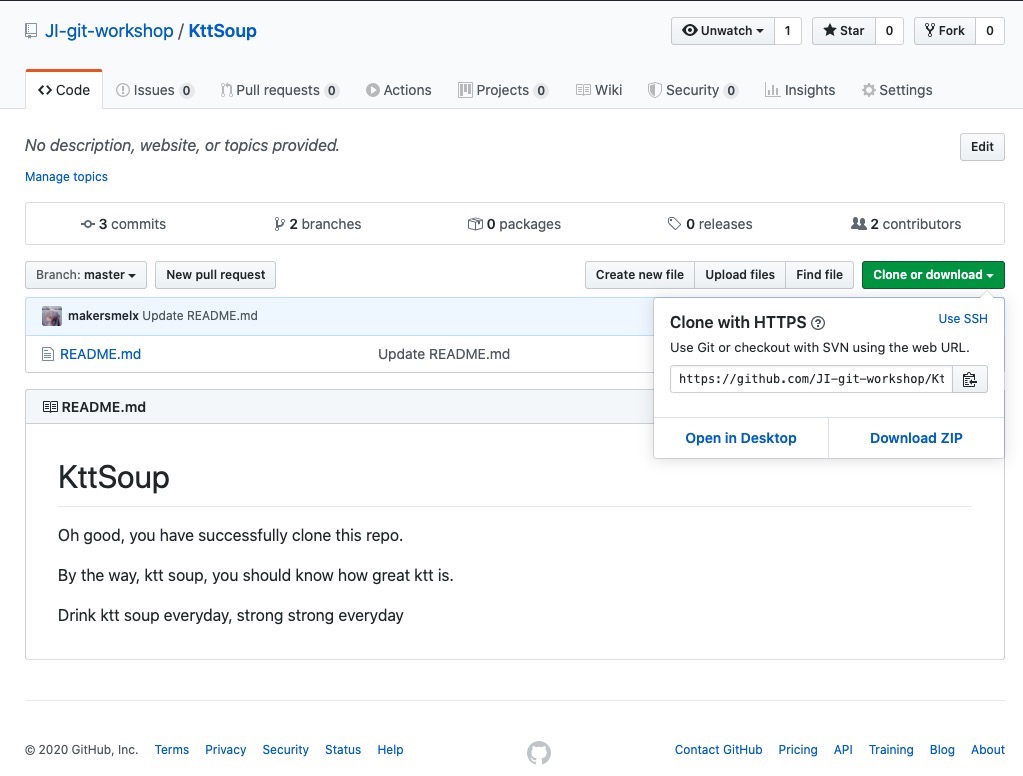 JI-git-workshop / KttSoup
Unwatch 1 Star 0 Fork 0
Code Issues 0 Pull requests 0 Actions Projects 0 Wiki Security 0 Insights Settings
No description, website, or topics provided. Edit
Manage topics
3 commits 2 branches 0 packages 0 releases 2 contributors
Branch: master New pull request Create new file Upload files Find file Clone or download
makersmelx Update README.md
README.md Update README.md
Clone with HTTPS ? Use SSH
Use Git or checkout with SVN using the web URL.
https://github.com/JI-git-workshop/Kt
Open in Desktop Download ZIP
README.md
KttSoup
Oh good, you have successfully clone this repo.
By the way, ktt soup, you should know how great ktt is.
Drink ktt soup everyday, strong strong everyday
© 2020 GitHub, Inc. Terms Privacy Security Status Help Contact GitHub Pricing API Training Blog About